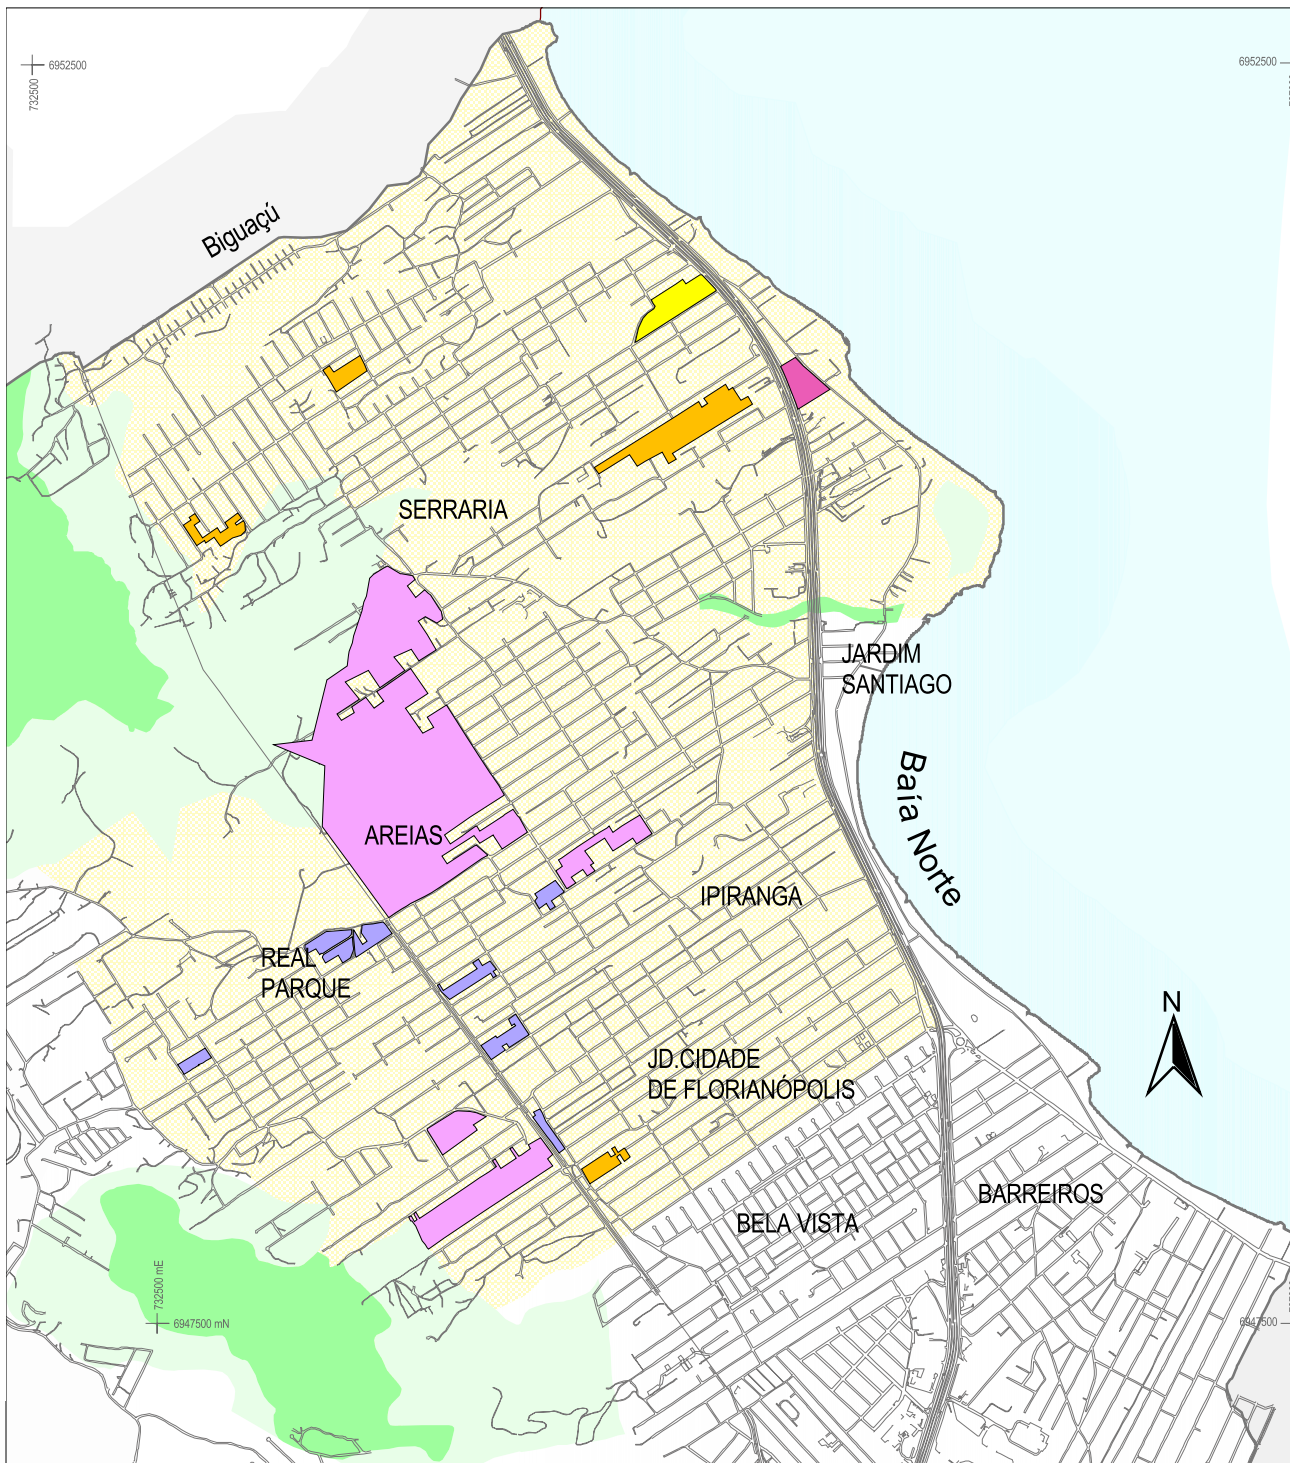 6952500
6952500
732500
Biguaçú
SERRARIA
JARDIM
SANTIAGO
Baía Norte
AREIAS
IPIRANGA
REAL
PARQUE
N
JD.CIDADE
DE FLORIANÓPOLIS
BARREIROS
BELA VISTA
732500 mE
6947500 mN
6947500